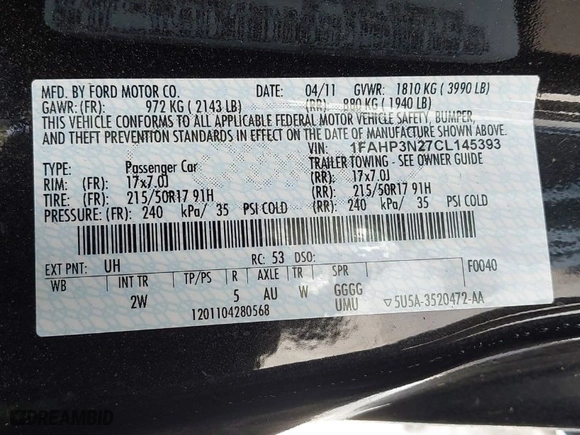 MFD. BY FORD MOTOR CO. DATE: 04/11 GVWR: 1810 KG ( 3990 LB)
GAWR: (FR) 972 KG ( 2143 LB) (RR): 880 KG ( 1940 LB)
THIS VEHICLE CONFORMS TO ALL APPLICABLE FEDERAL MOTOR VEHICLE SAFETY, BUMPER,
AND THEFT PREVENTION STANDARDS IN EFFECT ON THE DATE OF MANUFACTURE SHOWN ABOVE.
VIN: 1FAHP3N27CL145393
TYPE: Passenger Car TRAILER TOWING - SEE OWNER GUIDE
RIM: (FR) 17x7.0J (RR): 17x7.0J
TIRE: (FR) 215/50R17 91H (RR): 215/50R17 91H
PRESSURE: (FR) 240 kPa/ 35 PSI COLD (RR): 240 kPa/ 35 PSI COLD
EXT PNT: UH RC: 53 DSO: F0040
WB INT TR TP/PS R AXLE TR SPR
2W 5 AU W GGGG
UMU
1201104280568
5U5A-3520472-AA
DREAMBID